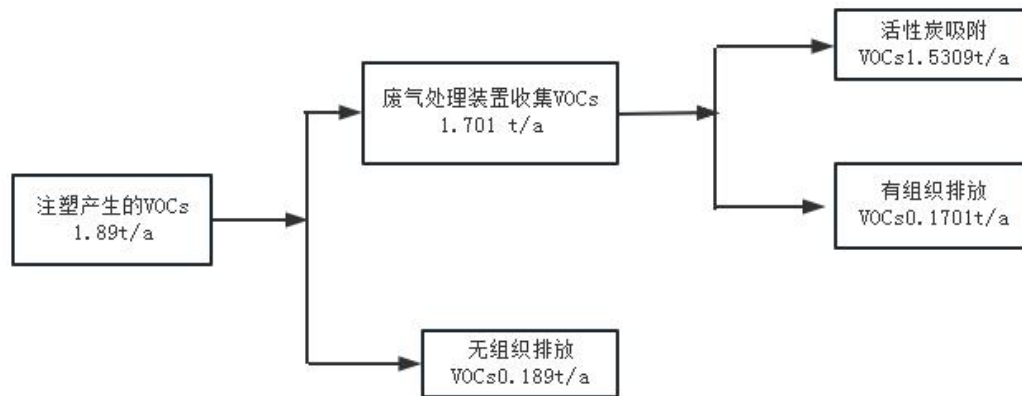 注塑产生的VOCs
1.89t/a
废气处理装置收集VOCs
1.701 t/a
活性炭吸附
VOCs1.5309t/a
有组织排放
VOCs0.1701t/a
无组织排放
VOCs0.189t/a